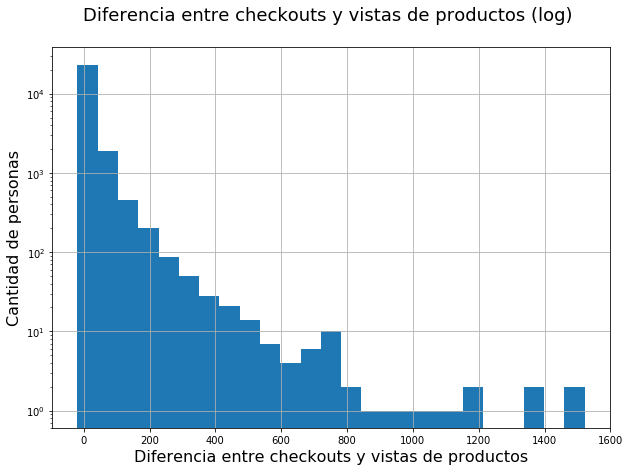 Diferencia entre checkouts y vistas de productos (log)
Cantidad de personas
10⁴
10³
10²
10¹
10⁰
0 200 400 600 800 1000 1200 1400 1600
Diferencia entre checkouts y vistas de productos